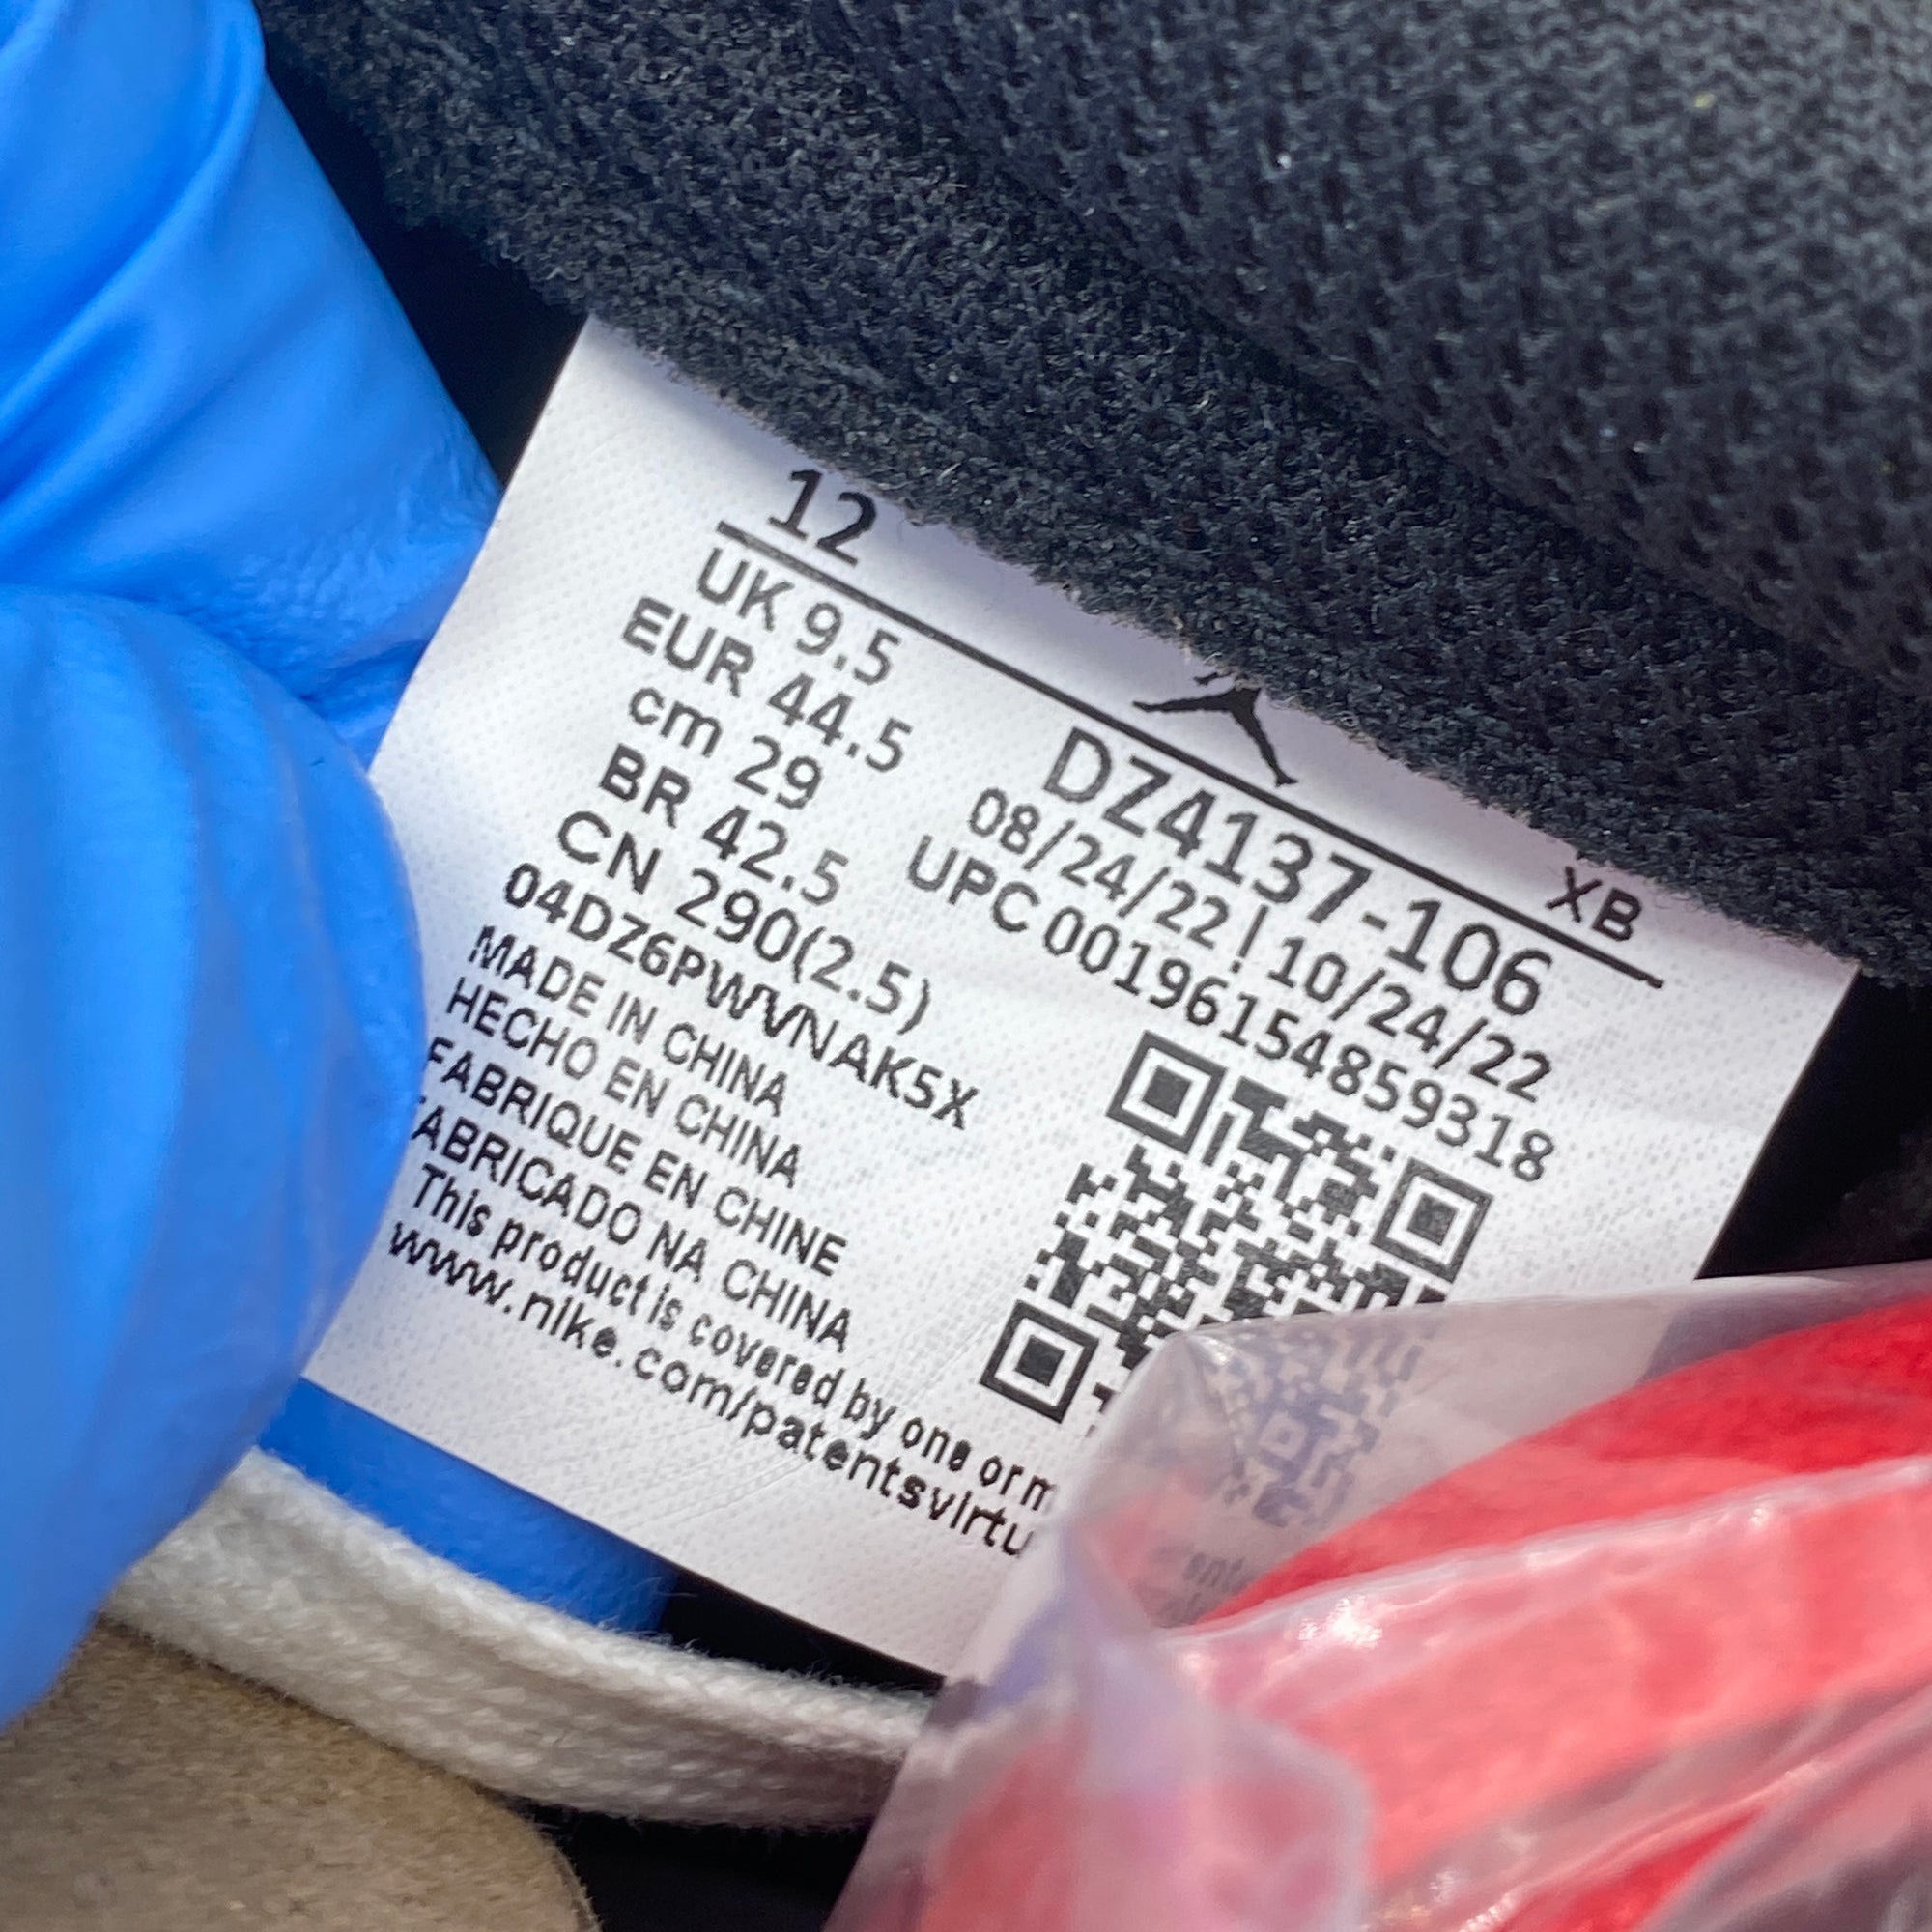 12
XB
UK 9.5
EUR 44.5
cm 29
BR 42.5
CN 290(2.5)
04DZ6PWVNAK5X
MADE IN CHINA
HECHO EN CHINA
FABRIQUE EN CHINE
FABRICADO NA CHINA
This product is covered by one or m
www.nike.com/patentsvirtu
DZ4137-106
08/24/22 | 10/24/22
UPC 00196154859318